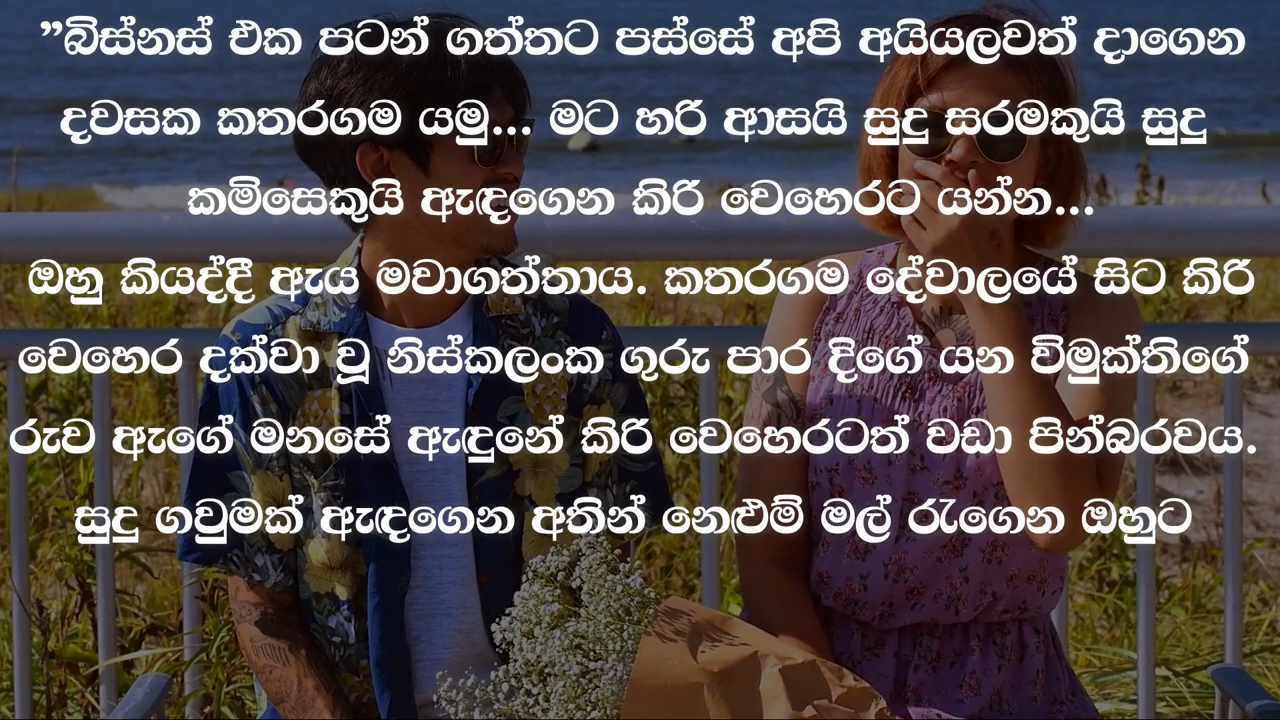 ”බිස්නස් එක පටන් ගත්තට පස්සේ අපි අයියලවත් දාගෙන
දවසක කතරගම යමු... මට හරි ආසයි සුදු සරමකුයි සුදු
කමිසෙකුයි ඇඳගෙන කිරි වෙහෙරට යන්න...
ඔහු කියද්දී ඇය මවාගත්තාය. කතරගම දේවාලයේ සිට කිරි
වෙහෙර දක්වා වූ නිස්කලංක ගුරු පාර දිගේ යන විමුක්තිගේ
රුව ඇගේ මනසේ ඇඳුනේ කිරි වෙහෙරටත් වඩා පින්බරවය.
සුදු ගවුමක් ඇඳගෙන අතින් නෙළුම් මල් රැගෙන ඔහුට